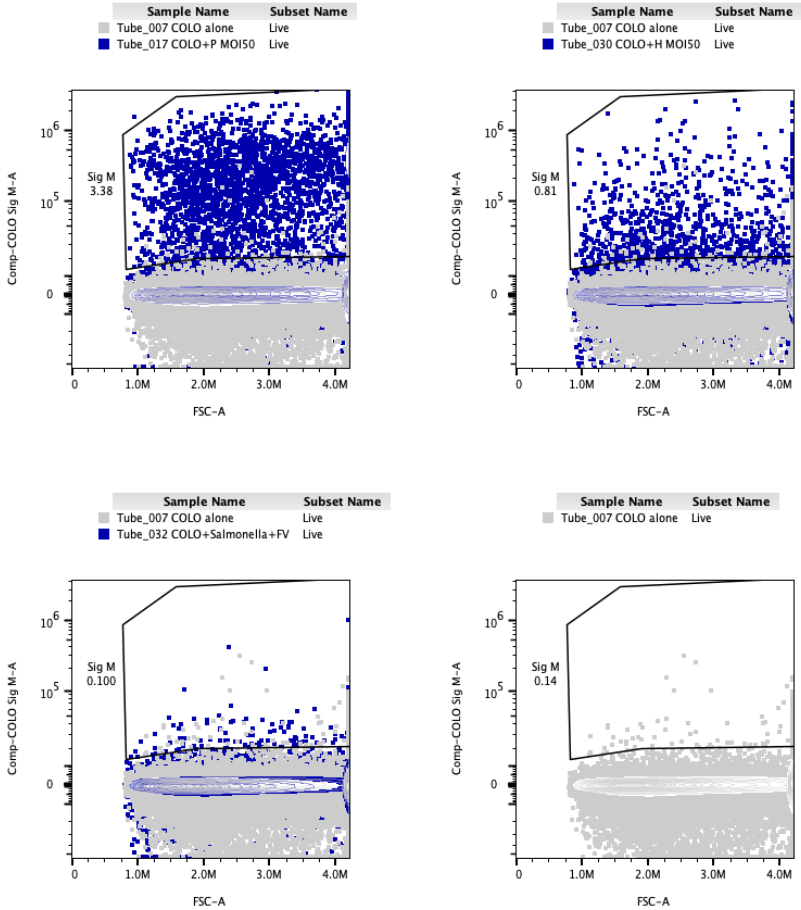 Sample Name Subset Name
Tube_007 COLO alone Live
Tube_017 COLO+P MOI50 Live
Comp-COLO Sig M-A
10^6
10^5
0
Sig M
3.38
0 1.0M 2.0M 3.0M 4.0M
FSC-A
Sample Name Subset Name
Tube_007 COLO alone Live
Tube_030 COLO+H MOI50 Live
Comp-COLO Sig M-A
10^6
10^5
0
Sig M
0.81
0 1.0M 2.0M 3.0M 4.0M
FSC-A
Sample Name Subset Name
Tube_007 COLO alone Live
Tube_032 COLO+Salmonella+FV Live
Comp-COLO Sig M-A
10^6
10^5
0
Sig M
0.100
0 1.0M 2.0M 3.0M 4.0M
FSC-A
Sample Name Subset Name
Tube_007 COLO alone Live
Comp-COLO Sig M-A
10^6
10^5
0
Sig M
0.14
0 1.0M 2.0M 3.0M 4.0M
FSC-A